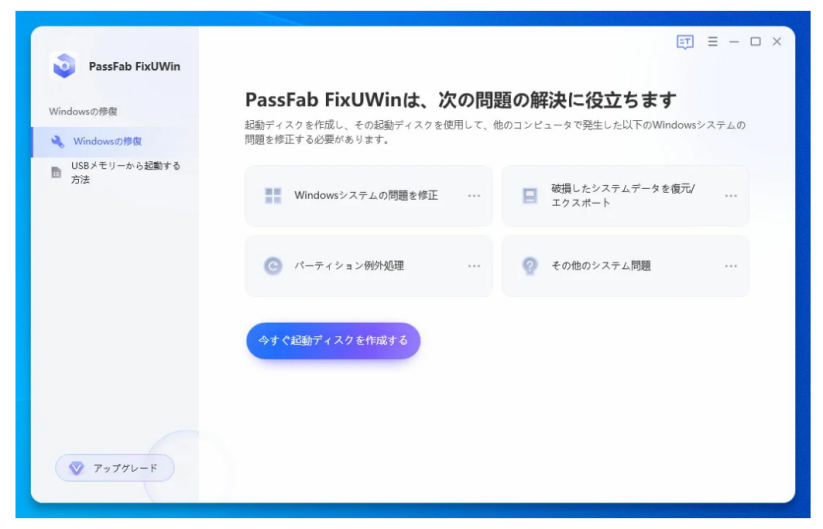 PassFab FixUWin
Windowsの修復
Windowsの修復
USBメモリーから起動する
方法
アップグレード
PassFab FixUWinは、次の問題の解決に役立ちます
起動ディスクを作成し、その起動ディスクを使用して、他のコンピュータで発生した以下のWindowsシステムの
問題を修正する必要があります。
Windowsシステムの問題を修正
破損したシステムデータを復元/
エクスポート
パーティション例外処理
その他のシステム問題
今すぐ起動ディスクを作成する